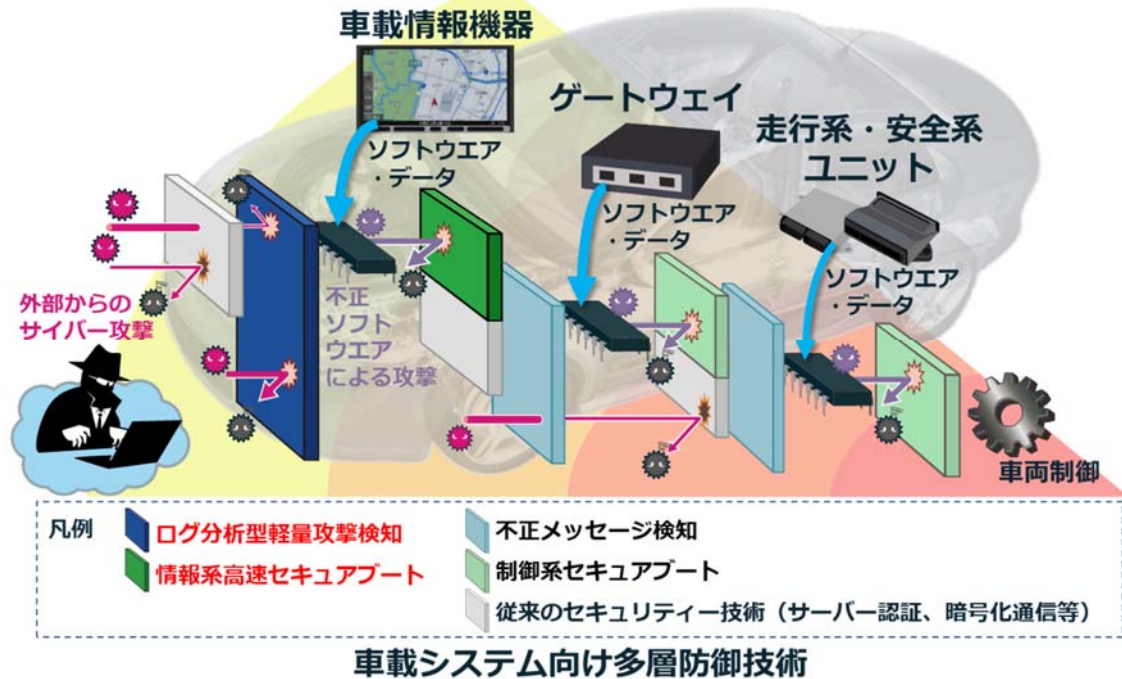 車載情報機器
ソフトウエア
・データ
ゲートウェイ
ソフトウエア
・データ
走行系・安全系
ユニット
ソフトウエア
・データ
外部からの
サイバー攻撃
不正
ソフト
ウエア
による攻撃
車両制御
凡例
ログ分析型軽量攻撃検知
情報系高速セキュアブート
不正メッセージ検知
制御系セキュアブート
従来のセキュリティー技術（サーバー認証、暗号化通信等）
車載システム向け多層防御技術